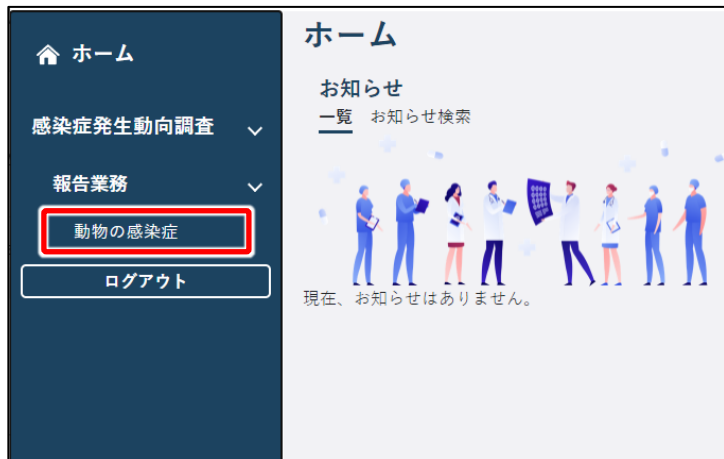 ホーム
感染症発生動向調査
報告業務
動物の感染症
ログアウト
ホーム
お知らせ
一覧 お知らせ検索
現在、お知らせはありません。